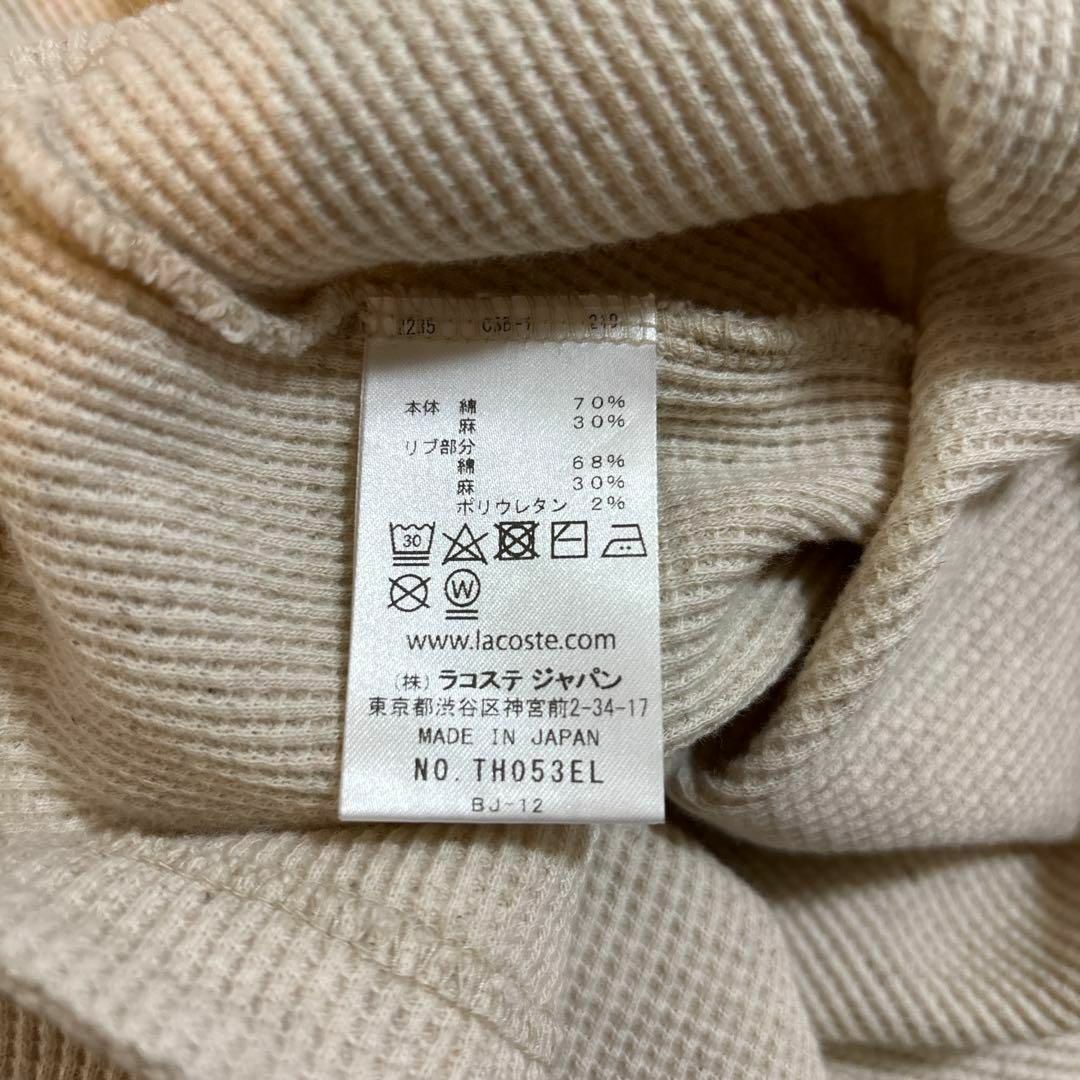 本体 綿 70%
麻 30%
リブ部分
綿 68%
麻 30%
ポリウレタン 2%
30
W
www.lacoste.com
(株) ラコステ ジャパン
東京都渋谷区神宮前2-34-17
MADE IN JAPAN
NO. TH053EL
BJ-12